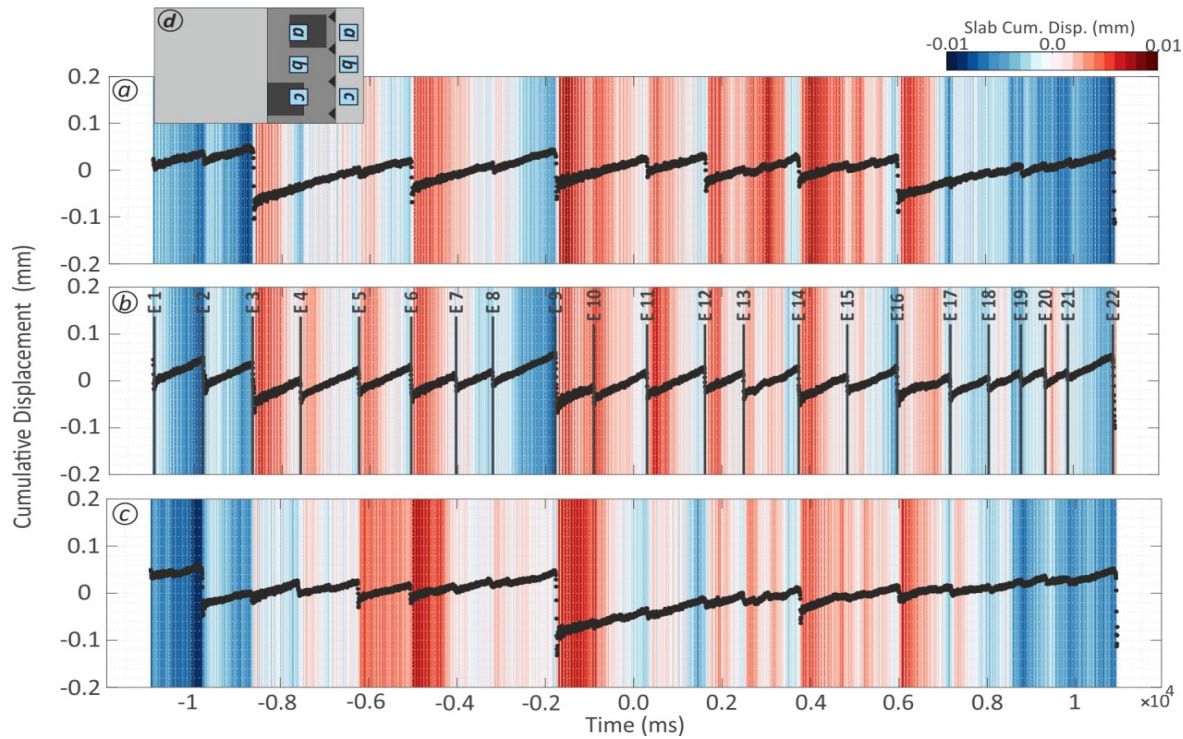 d
a a
b b
c c
Slab Cum. Disp. (mm)
-0.01 0.0 0.01
a
0.2
0.1
0
-0.1
-0.2
b
0.2
0.1
0
-0.1
-0.2
E 1 E 2 E 3 E 4 E 5 E 6 E 7 E 8 E 9 E 10 E 11 E 12 E 13 E 14 E 15 E16 E 17 E 18 E 19 E 20 E 21 E 22
c
0.2
0.1
0
-0.1
-0.2
Cumulative Displacement (mm)
-1 -0.8 -0.6 -0.4 -0.2 0.0 0.2 0.4 0.6 0.8 1 ×10 4
Time (ms)